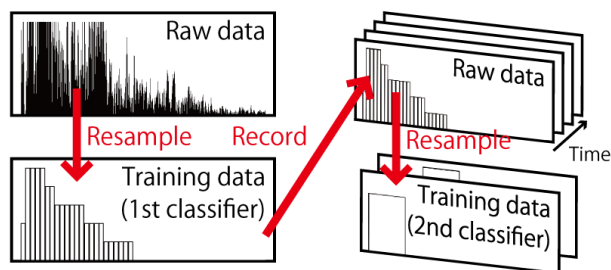 Raw data
Resample
Record
Training data
(1st classifier)
Raw data
Resample
Time
Training data
(2nd classifier)